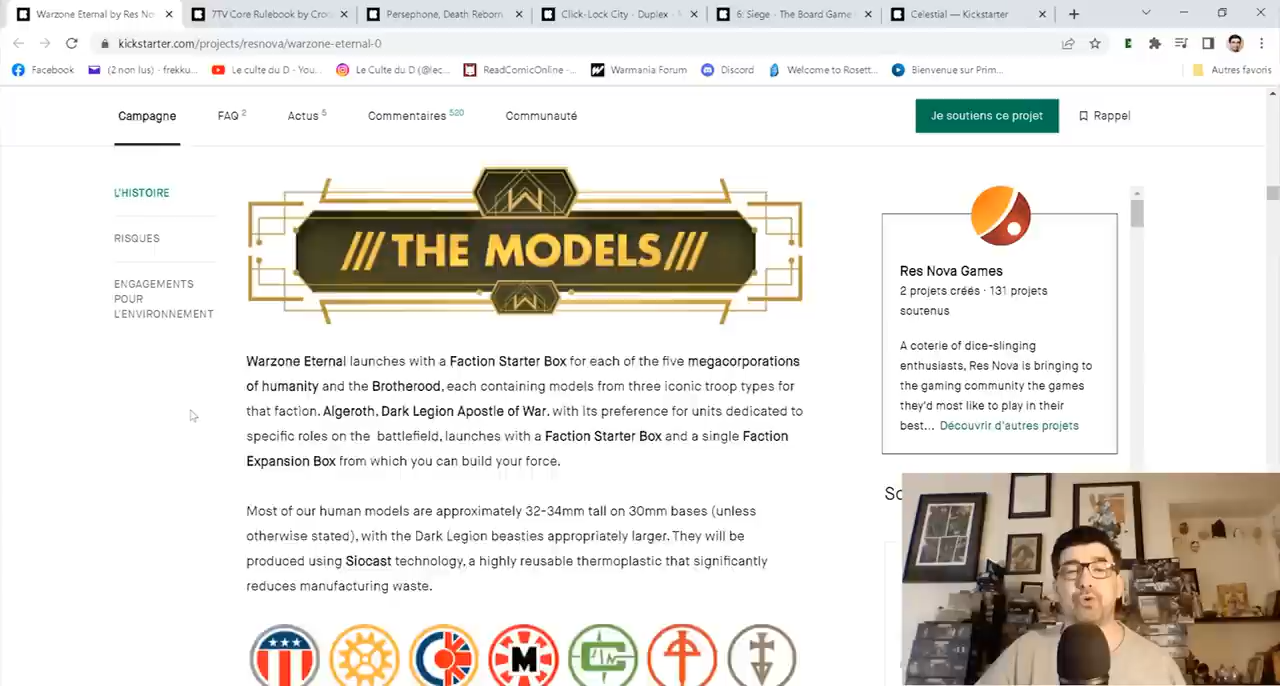 Warzone Eternal by Res No
7TV Core Rulebook by Cro
Persephone, Death Reborn
Click-Lock City - Duplex -
6: Siege - The Board Game
Celestial — Kickstarter
kickstarter.com/projects/resnova/warzone-eternal-0
Facebook
(2 non lus) - frekku...
Le culte du D - You...
Le Culte du D (@lec...
ReadComicOnline -...
Warmania Forum
Discord
Welcome to Rosett...
Bienvenue sur Prim...
Autres favoris
Campagne
FAQ 2
Actus 5
Commentaires 520
Communauté
Je soutiens ce projet
Rappel
L'HISTOIRE
RISQUES
ENGAGEMENTS
POUR
L'ENVIRONNEMENT
/// THE MODELS ///
Warzone Eternal launches with a Faction Starter Box for each of the five megacorporations
of humanity and the Brotherood, each containing models from three iconic troop types for
that faction. Algeroth, Dark Legion Apostle of War, with its preference for units dedicated to
specific roles on the battlefield, launches with a Faction Starter Box and a single Faction
Expansion Box from which you can build your force.
Most of our human models are approximately 32-34mm tall on 30mm bases (unless
otherwise stated), with the Dark Legion beasties appropriately larger. They will be
produced using Siocast technology, a highly reusable thermoplastic that significantly
reduces manufacturing waste.
M
Res Nova Games
2 projets créés · 131 projets
soutenus
A coterie of dice-slinging
enthusiasts, Res Nova is bringing to
the gaming community the games
they'd most like to play in their
best... Découvrir d'autres projets